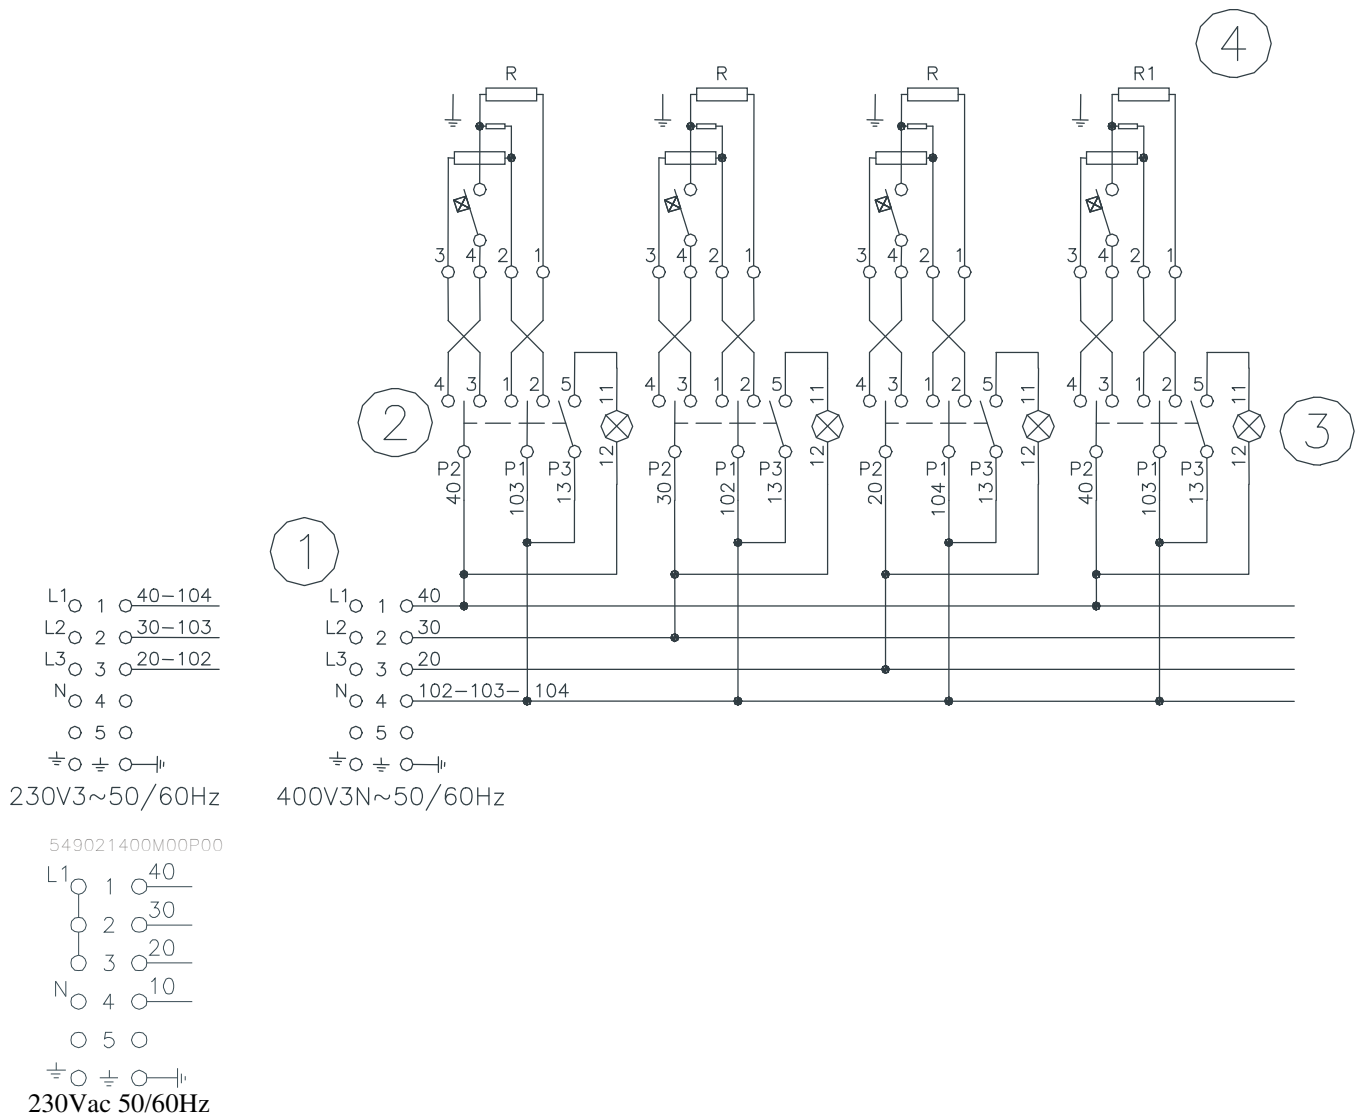 4
R R R R1
3 4 2 1 3 4 2 1 3 4 2 1 3 4 2 1
4 3 1 2 5 11 4 3 1 2 5 11 4 3 1 2 5 11 4 3 1 2 5 11
2 3
P2 P1 P3 12 P2 P1 P3 12 P2 P1 P3 12 P2 P1 P3 12
40 103 13 30 102 13 20 104 13 40 103 13
1
L1 1 40-104 L1 1 40
L2 2 30-103 L2 2 30
L3 3 20-102 L3 3 20
N 4 N 4 102-103- 104
5 5
230V3~50/60Hz 400V3N~50/60Hz
549021400M00P00
L1 1 40
2 30
3 20
N 4 10
5
230Vac 50/60Hz